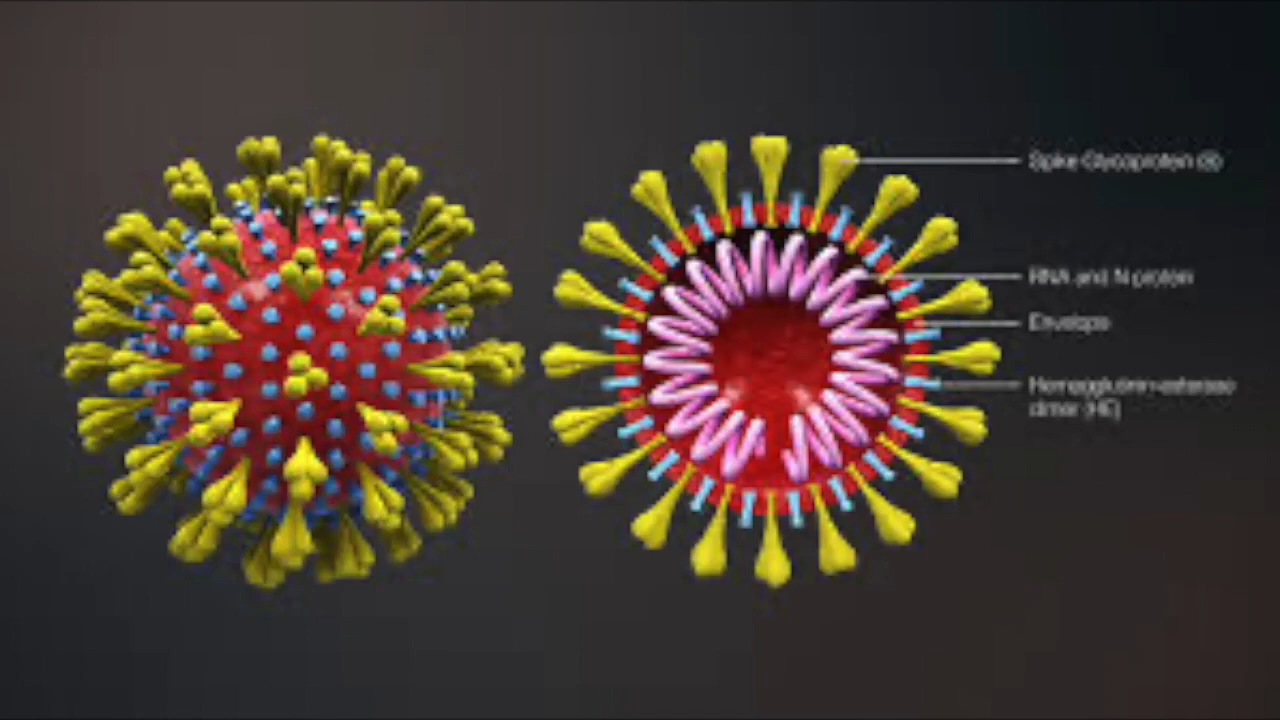 Spike Glycoprotein (S)
RNA and N protein
Envelope
Hemagglutinin-esterase
dimer (HE)